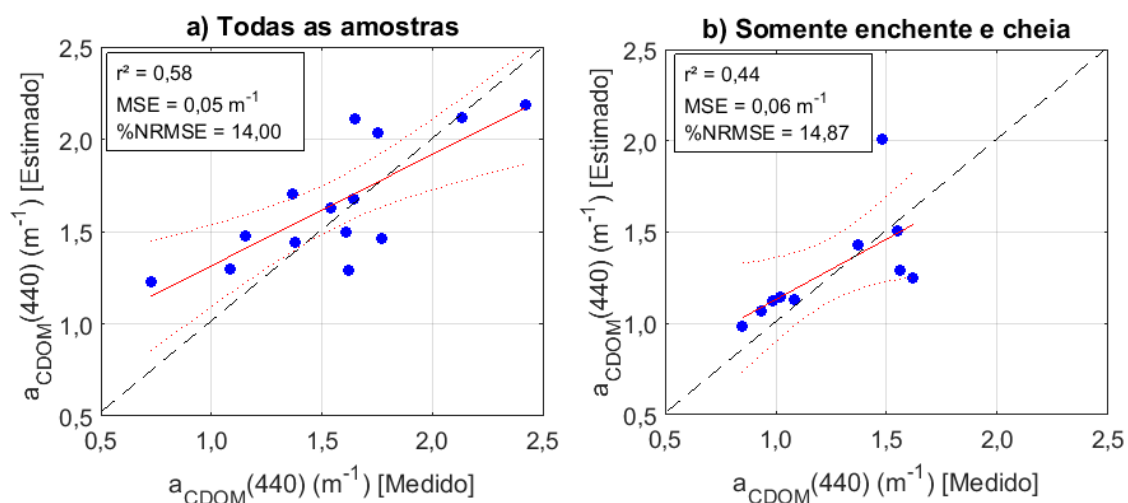 a) Todas as amostras
r² = 0,58
MSE = 0,05 m⁻¹
%NRMSE = 14,00
2,5
2,0
1,5
1,0
0,5
a_CDOM(440) (m⁻¹) [Estimado]
0,5 1,0 1,5 2,0 2,5
a_CDOM(440) (m⁻¹) [Medido]
b) Somente enchente e cheia
r² = 0,44
MSE = 0,06 m⁻¹
%NRMSE = 14,87
2,5
2,0
1,5
1,0
0,5
a_CDOM(440) (m⁻¹) [Estimado]
0,5 1,0 1,5 2,0 2,5
a_CDOM(440) (m⁻¹) [Medido]